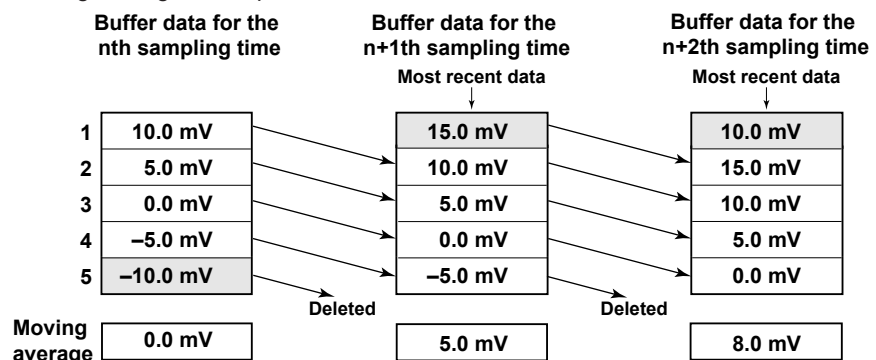 Buffer data for the nth sampling time
Buffer data for the n+1th sampling time
Buffer data for the n+2th sampling time
Most recent data
Most recent data
1 10.0 mV 15.0 mV 10.0 mV
2 5.0 mV 10.0 mV 15.0 mV
3 0.0 mV 5.0 mV 10.0 mV
4 –5.0 mV 0.0 mV 5.0 mV
5 –10.0 mV –5.0 mV 0.0 mV
Deleted
Deleted
Moving average 0.0 mV 5.0 mV 8.0 mV